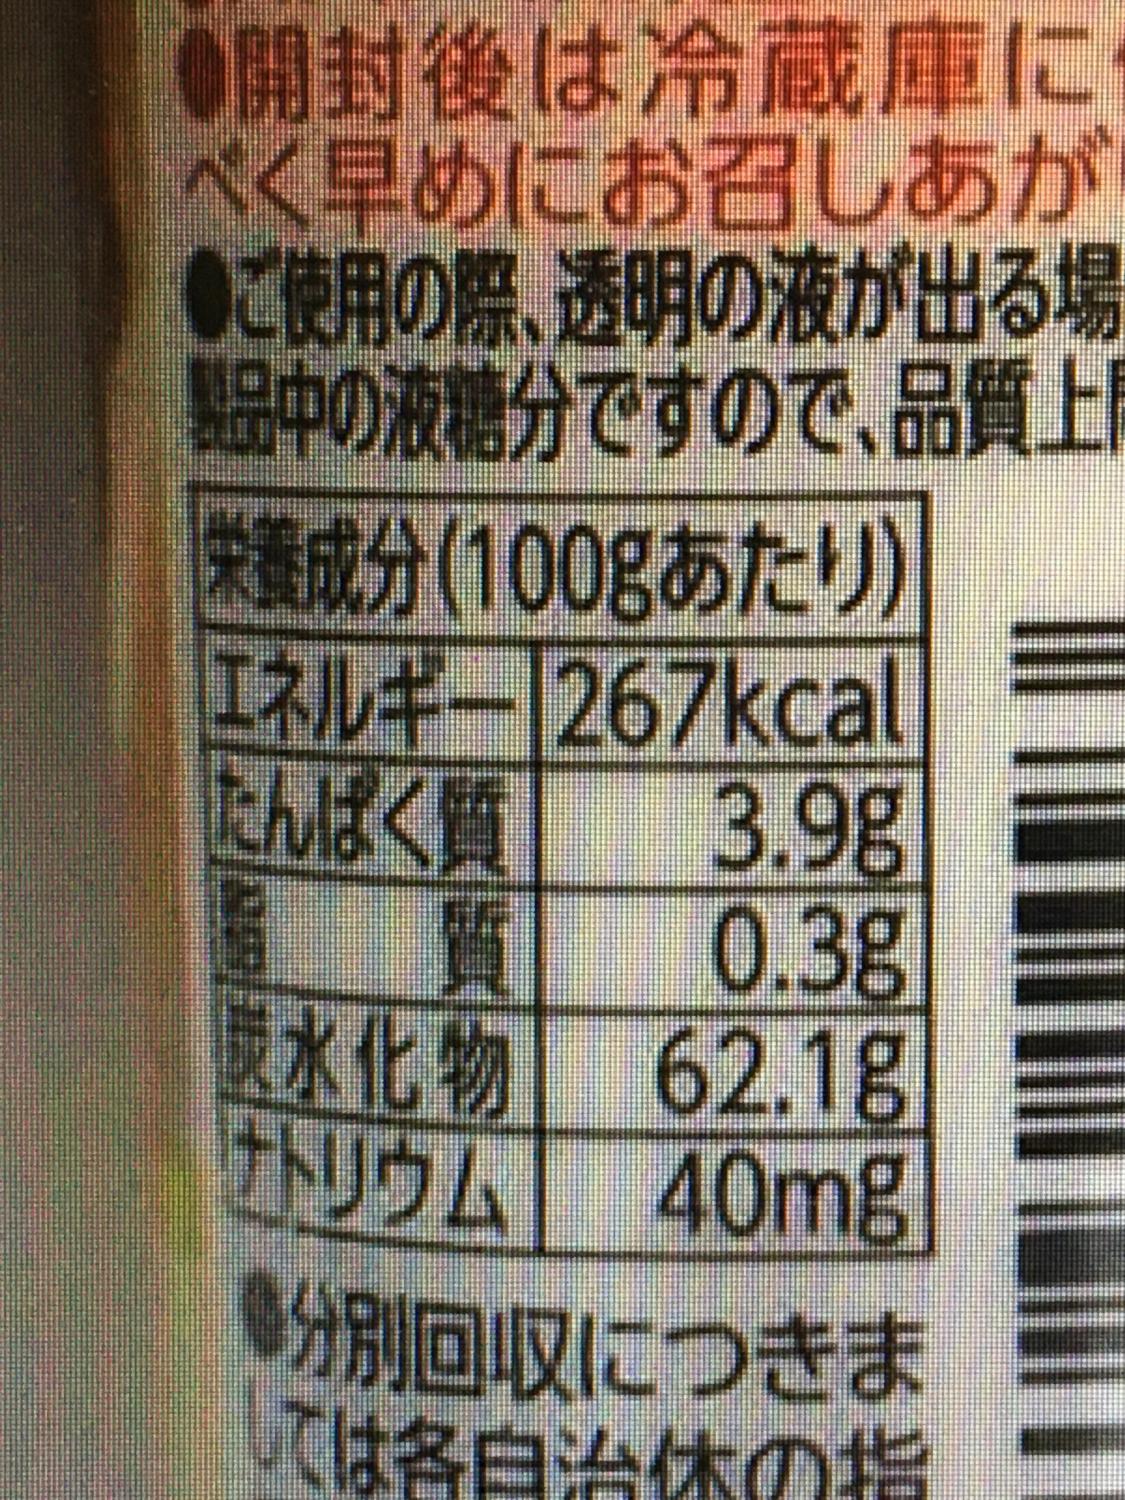 ●開封後は冷蔵庫に
べく早めにお召しあが
●ご使用の際、透明の液が出る場
製品中の液糖分ですので、品質上
栄養成分(100gあたり)
エネルギー 267kcal
たんぱく質 3.9g
脂質 0.3g
炭水化物 62.1g
ナトリウム 40mg
●分別回収につきま
しては各自治体の指